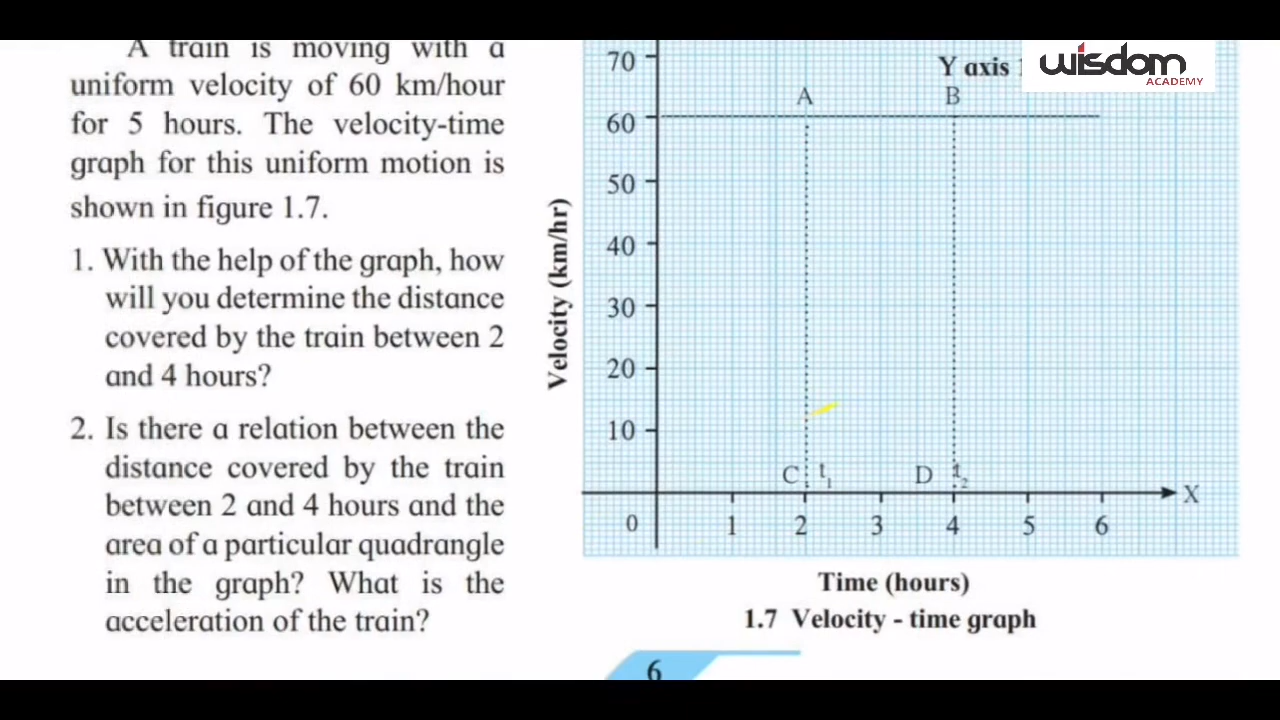 A train is moving with a
uniform velocity of 60 km/hour
for 5 hours. The velocity-time
graph for this uniform motion is
shown in figure 1.7.
1. With the help of the graph, how
will you determine the distance
covered by the train between 2
and 4 hours?
2. Is there a relation between the
distance covered by the train
between 2 and 4 hours and the
area of a particular quadrangle
in the graph? What is the
acceleration of the train?
wisdom
ACADEMY
Y axis
70
A B
60
50
40
30
20
10
Velocity (km/hr)
C t₁ D t₂
X
0 1 2 3 4 5 6
Time (hours)
1.7 Velocity - time graph
6